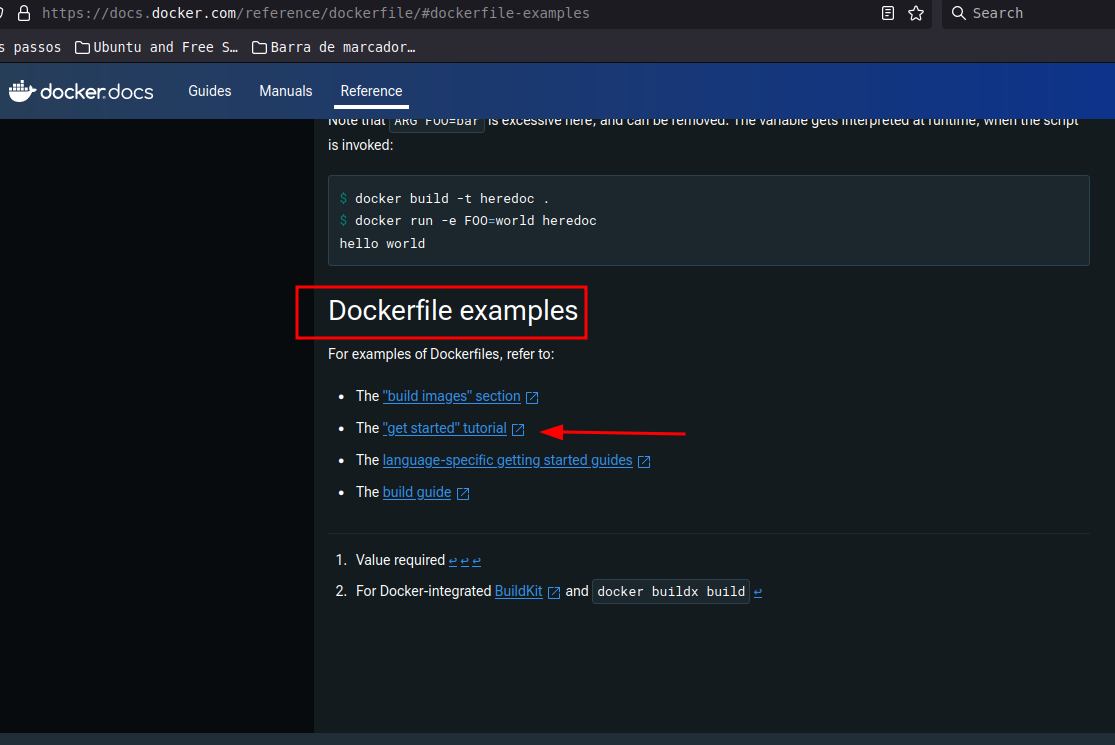 https://docs.docker.com/reference/dockerfile/#dockerfile-examples
Search
s passos
Ubuntu and Free S…
Barra de marcador…
docker.docs
Guides
Manuals
Reference
Note that ARG FOO=bar is excessive here, and can be removed. The variable gets interpreted at runtime, when the script
is invoked:
$ docker build -t heredoc .
$ docker run -e FOO=world heredoc
hello world
Dockerfile examples
For examples of Dockerfiles, refer to:
• The "build images" section
• The "get started" tutorial
• The language-specific getting started guides
• The build guide
1. Value required ↩ ↩ ↩
2. For Docker-integrated BuildKit and docker buildx build ↩